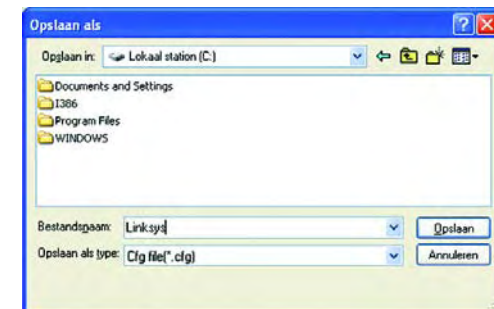 Opslaan als
Opslaan in: Lokaal station (C:)
Documents and Settings
I386
Program Files
WINDOWS
Bestandsnaam: Linksys Opslaan
Opslaan als type: Cfg file(*.cfg) Annuleren